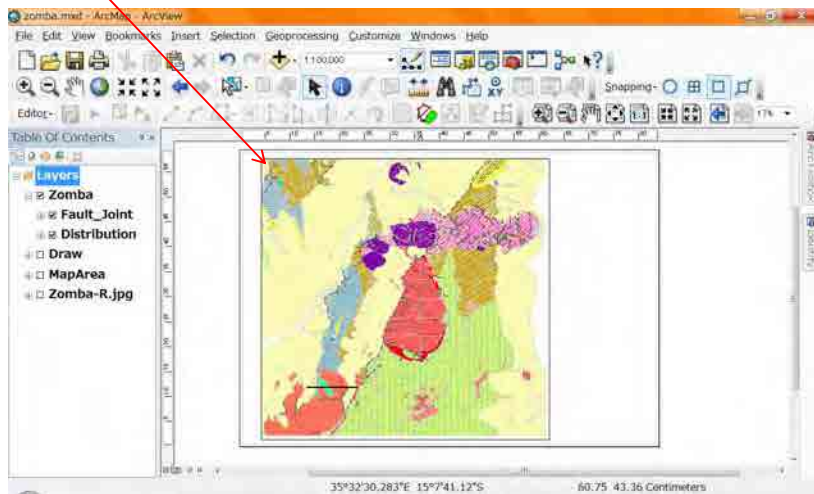 zomba.mxd - ArcMap - ArcView
File Edit View Bookmarks Insert Selection Geoprocessing Customize Windows Help
1:100,000
Snapping-
Editor-
Table Of Contents
Layers
Zomba
Fault_Joint
Distribution
Draw
MapArea
Zomba-R.jpg
35°32'30.283"E 15°7'41.12"S
60.75 43.36 Centimeters